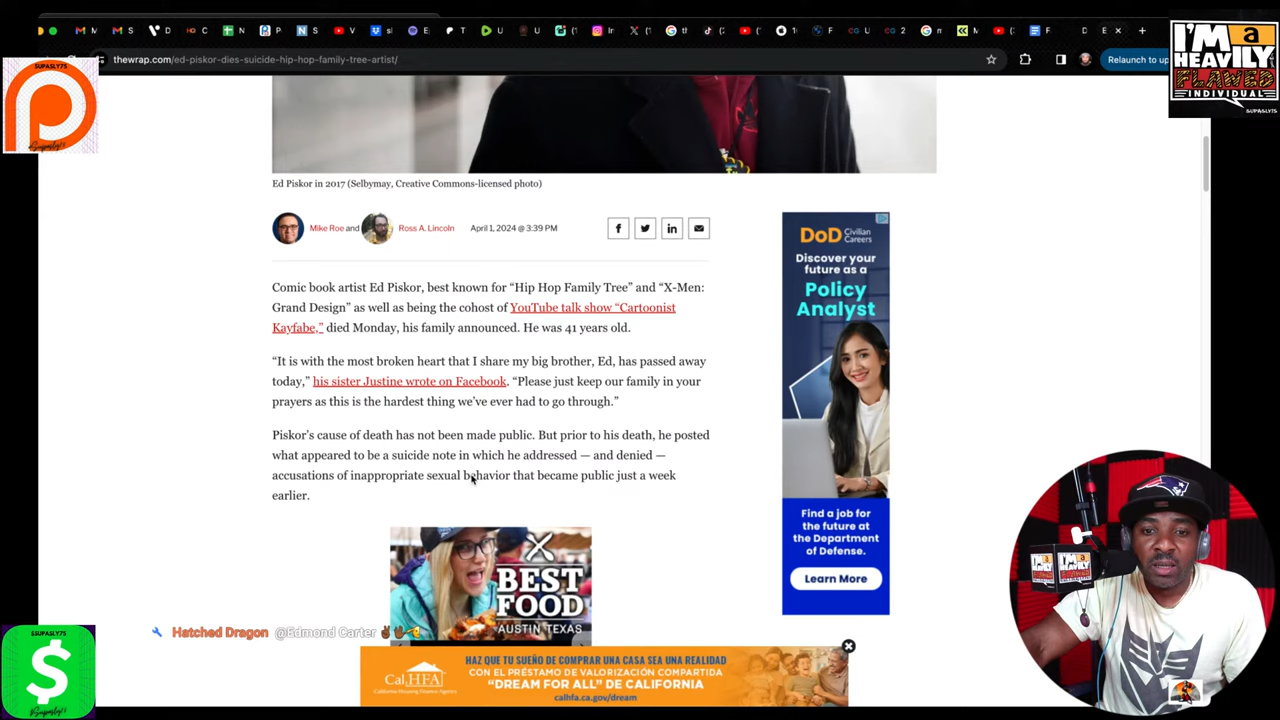 thewrap.com/ed-piskor-dies-suicide-hip-hop-family-tree-artist/
Relaunch to up
I'M a
HEAVILY
FLAWED
INDIVIDUAL
SUPASLY75
#Supasly75
Ed Piskor in 2017 (Selbymay, Creative Commons-licensed photo)
Mike Roe and Ross A. Lincoln April 1, 2024 @ 3:39 PM
Comic book artist Ed Piskor, best known for “Hip Hop Family Tree” and “X-Men:
Grand Design” as well as being the cohost of YouTube talk show “Cartoonist
Kayfabe,” died Monday, his family announced. He was 41 years old.
“It is with the most broken heart that I share my big brother, Ed, has passed away
today,” his sister Justine wrote on Facebook. “Please just keep our family in your
prayers as this is the hardest thing we’ve ever had to go through.”
Piskor’s cause of death has not been made public. But prior to his death, he posted
what appeared to be a suicide note in which he addressed — and denied —
accusations of inappropriate sexual behavior that became public just a week
earlier.
DoD Civilian
Careers
Discover your
future as a
Policy
Analyst
Find a job for
the future at
the Department
of Defense.
Learn More
BEST
FOOD
AUSTIN TEXAS
Hatched Dragon @Edmond Carter
CalHFA
California Housing Finance Agency
HAZ QUE TU SUEÑO DE COMPRAR UNA CASA SEA UNA REALIDAD
CON EL PRÉSTAMO DE VALORIZACIÓN COMPARTIDA
“DREAM FOR ALL” DE CALIFORNIA
calhfa.ca.gov/dream
$SUPASLY75
$
I'M a
HEAVILY
FLAWED
I'M a
HEAVILY
FLAWED